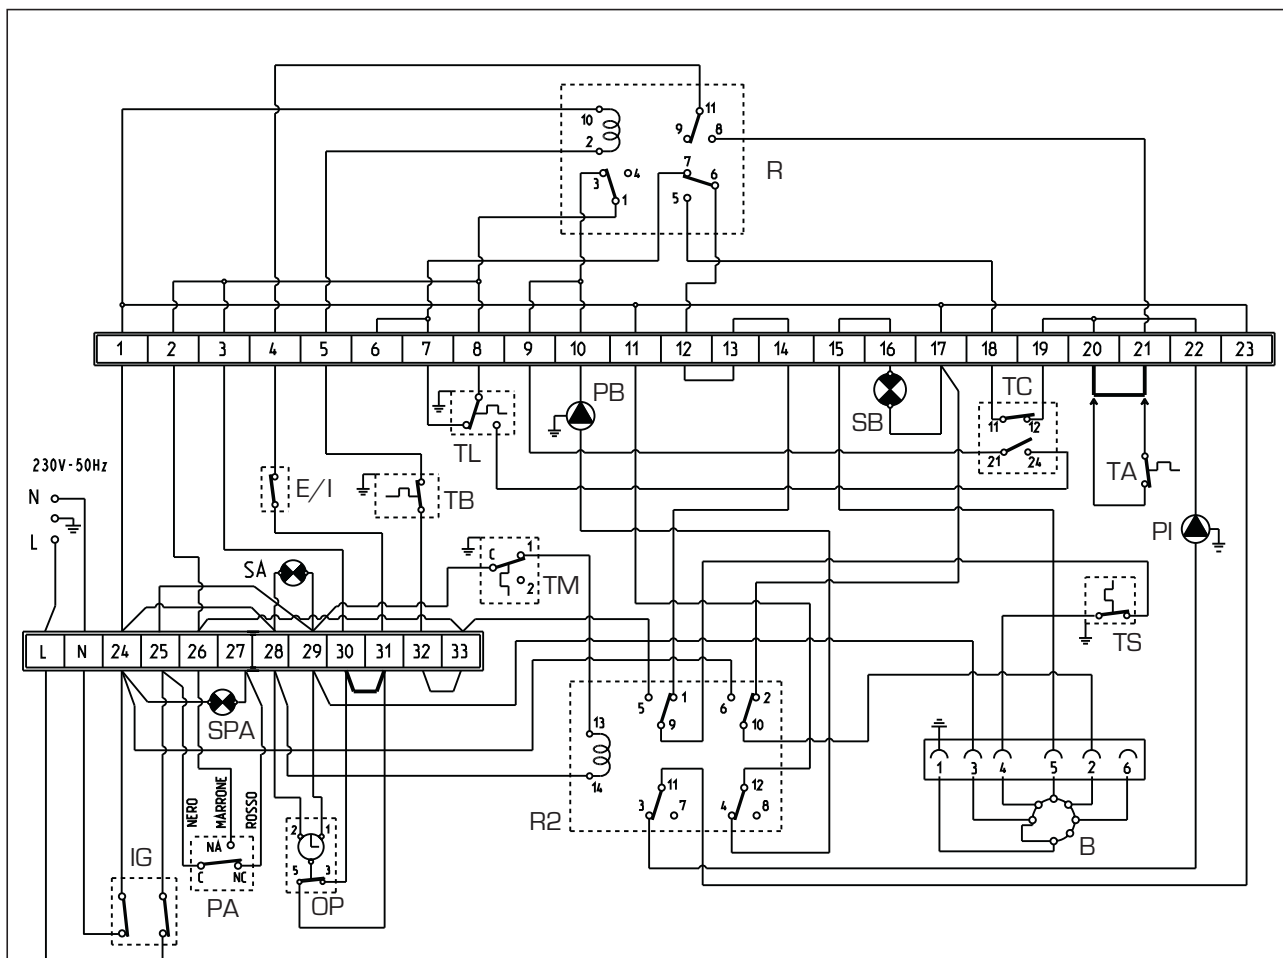 11
10
9
8
2
R
7
3
4
6
1
5
1 2 3 4 5 6 7 8 9 10 11 12 13 14 15 16 17 18 19 20 21 22 23
PB
TC
SB
11
12
TL
230V-50Hz
21
24
TA
E/I
TB
N
PI
L
C
1
SA
TM
2
TS
L N 24 25 26 27 28 29 30 31 32 33
5
1
6
2
SPA
13
9
10
1 3 4 5 2 6
NERO
MARRONE
ROSSO
14
11
12
3
7
4
8
R2
2
1
NA
B
IG
C
NC
5
3
PA
OP